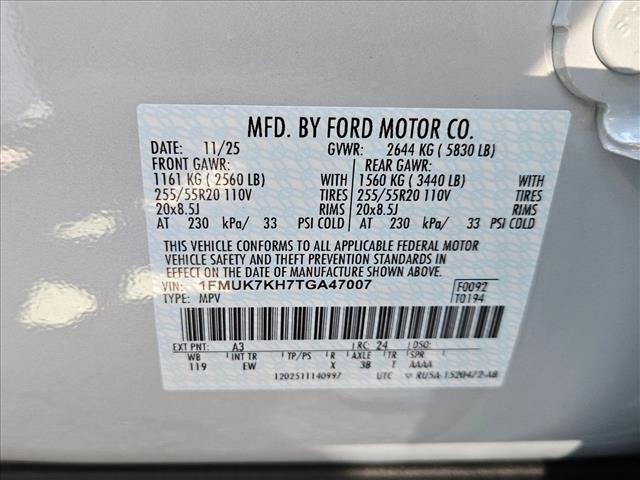 MFD. BY FORD MOTOR CO.
DATE: 11/25 GVWR: 2644 KG ( 5830 LB)
FRONT GAWR: REAR GAWR:
1161 KG ( 2560 LB) WITH 1560 KG ( 3440 LB) WITH
255/55R20 110V TIRES 255/55R20 110V TIRES
20x8.5J RIMS 20x8.5J RIMS
AT 230 kPa/ 33 PSI COLD AT 230 kPa/ 33 PSI COLD
THIS VEHICLE CONFORMS TO ALL APPLICABLE FEDERAL MOTOR
VEHICLE SAFETY AND THEFT PREVENTION STANDARDS IN
EFFECT ON THE DATE OF MANUFACTURE SHOWN ABOVE.
VIN: 1FMUK7KH7TGA47007 F0092
TYPE: MPV T0194
EXT PNT: A3 RC: 24 DSO:
WB INT TR TP/PS R AXLE TR SPR
119 EW X 3B T AAAA
1202511140997 UTC RU5A-1520472-AB